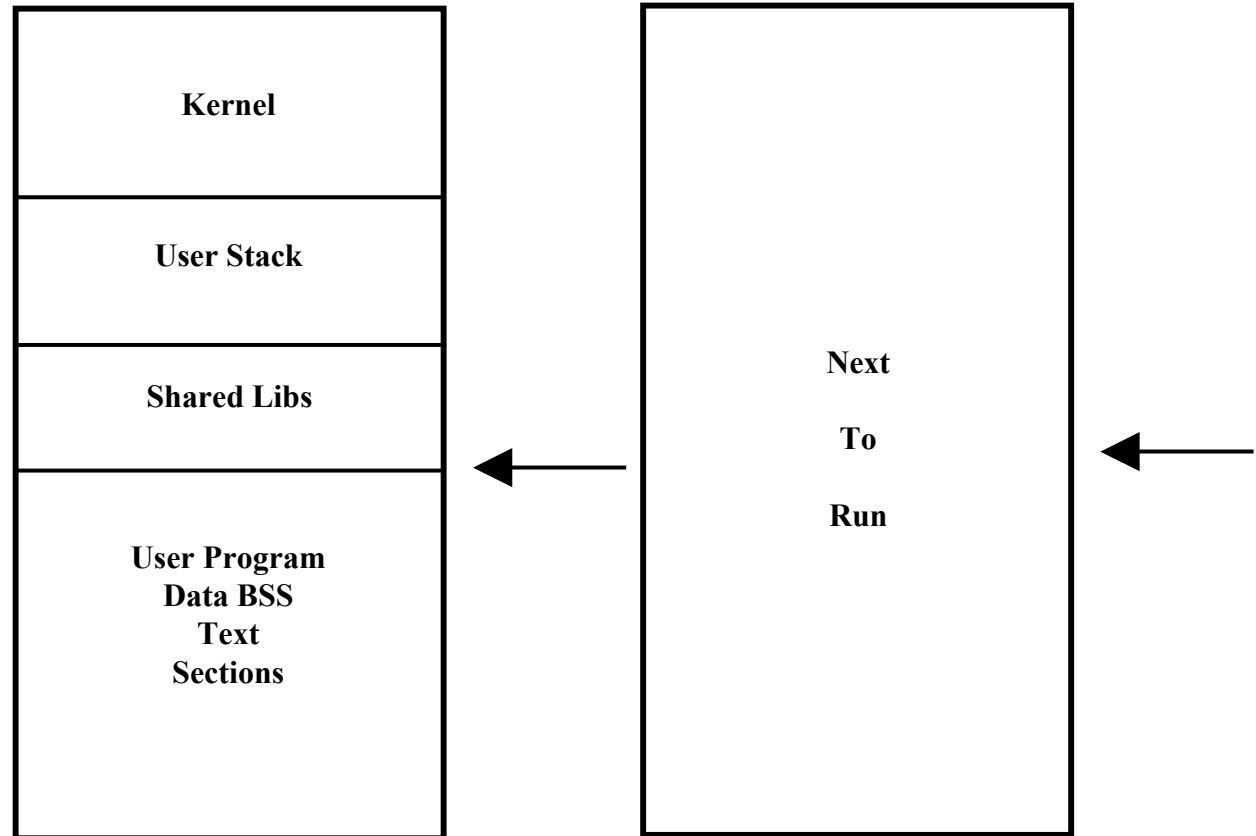 Kernel
User Stack
Shared Libs
User Program
Data BSS
Text
Sections
Next
To
Run